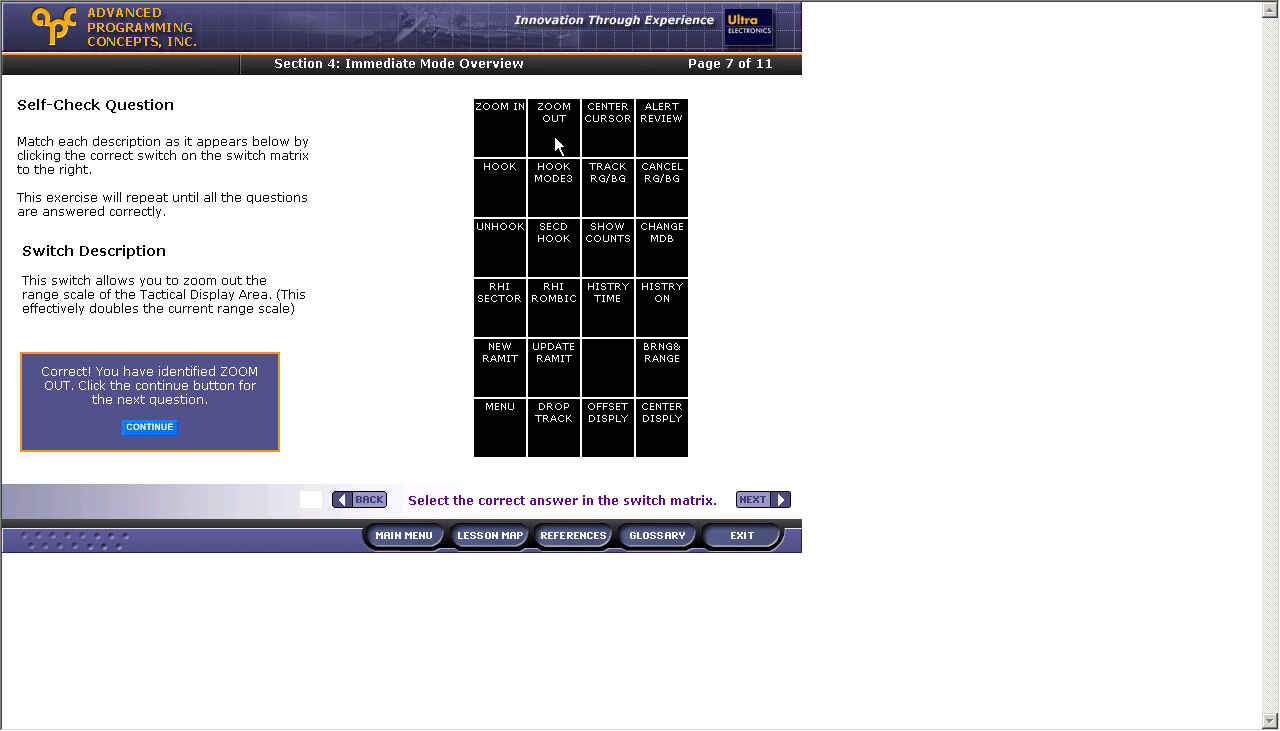 ADVANCED
PROGRAMMING
CONCEPTS, INC.
Innovation Through Experience
Ultra
ELECTRONICS
Section 4: Immediate Mode Overview
Page 7 of 11
Self-Check Question
Match each description as it appears below by
clicking the correct switch on the switch matrix
to the right.
This exercise will repeat until all the questions
are answered correctly.
Switch Description
This switch allows you to zoom out the
range scale of the Tactical Display Area. (This
effectively doubles the current range scale)
Correct! You have identified ZOOM
OUT. Click the continue button for
the next question.
CONTINUE
ZOOM IN
ZOOM
OUT
CENTER
CURSOR
ALERT
REVIEW
HOOK
HOOK
MODE3
TRACK
RG/BG
CANCEL
RG/BG
UNHOOK
SECD
HOOK
SHOW
COUNTS
CHANGE
MDB
RHI
SECTOR
RHI
ROMBIC
HISTRY
TIME
HISTRY
ON
NEW
RAMIT
UPDATE
RAMIT
BRNG&
RANGE
MENU
DROP
TRACK
OFFSET
DISPLY
CENTER
DISPLY
BACK
Select the correct answer in the switch matrix.
NEXT
MAIN MENU
LESSON MAP
REFERENCES
GLOSSARY
EXIT